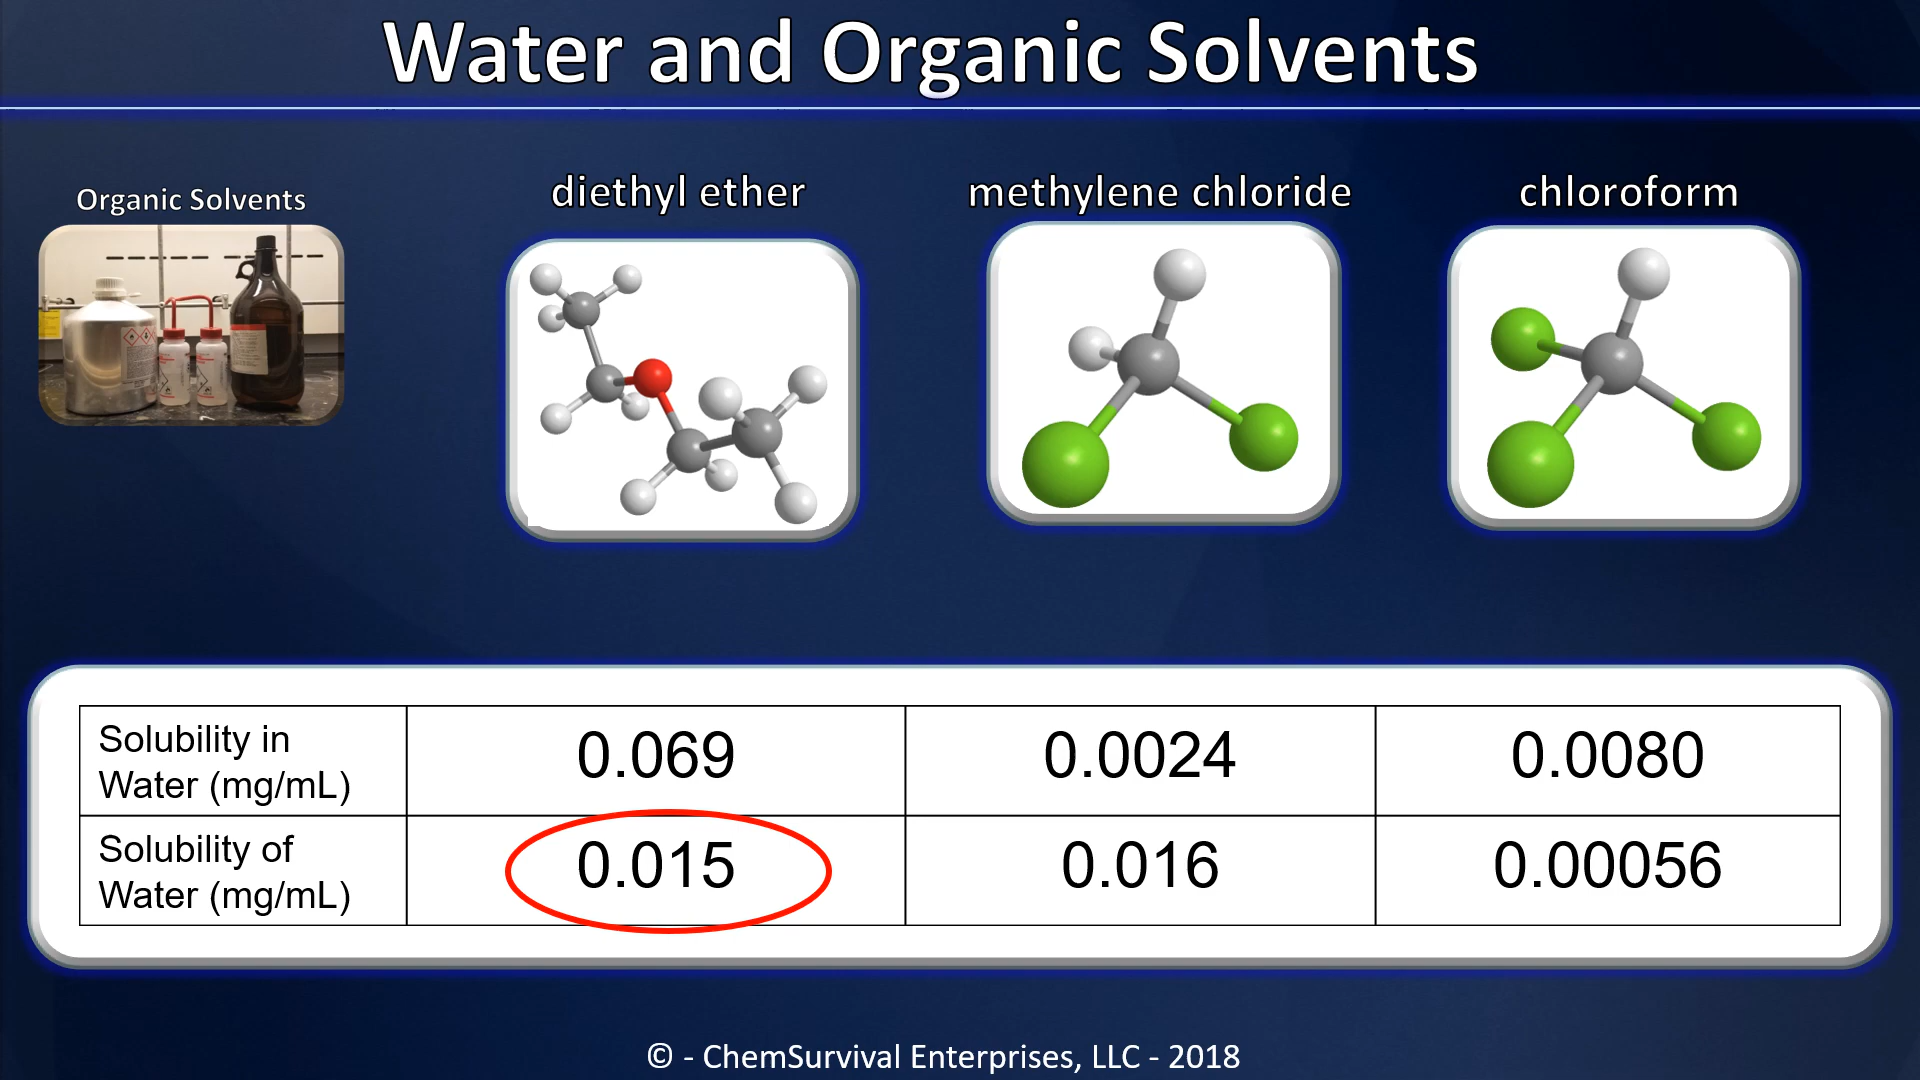 Water and Organic Solvents
Organic Solvents
diethyl ether
methylene chloride
chloroform
Solubility in
Water (mg/mL)
0.069
0.0024
0.0080
Solubility of
Water (mg/mL)
0.015
0.016
0.00056
© - ChemSurvival Enterprises, LLC - 2018